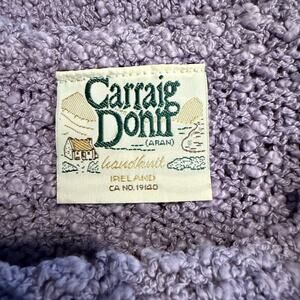 Carraig
Donn
(ARAN)
handknit
IRELAND
CA NO. 19140